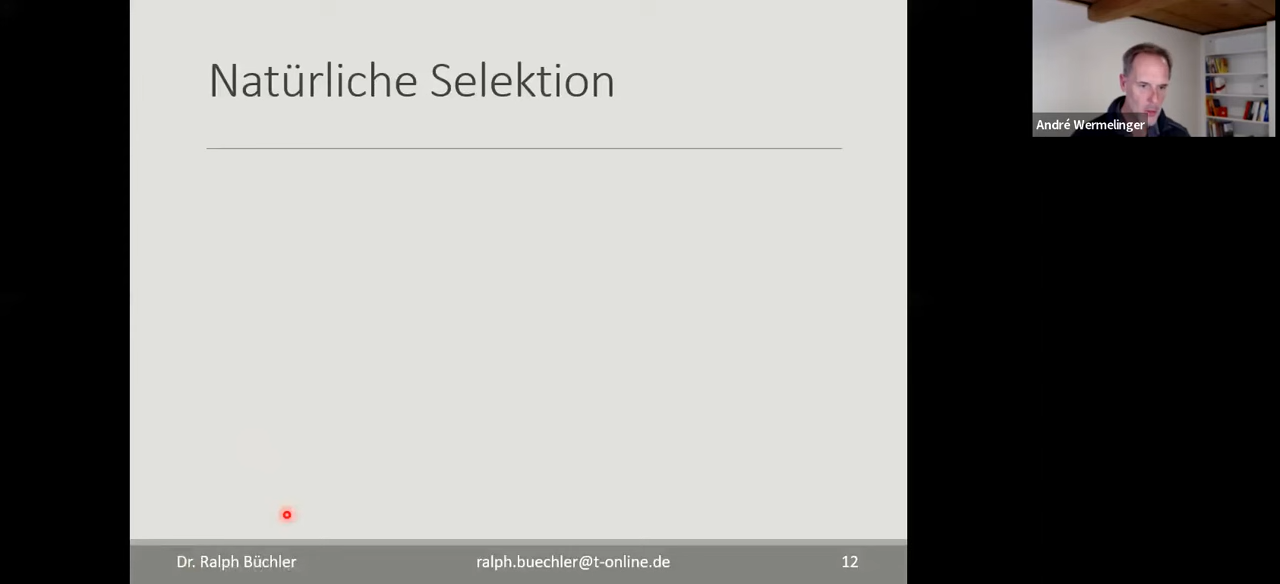 Natürliche Selektion
André Wermelinger
Dr. Ralph Büchler
ralph.buechler@t-online.de
12